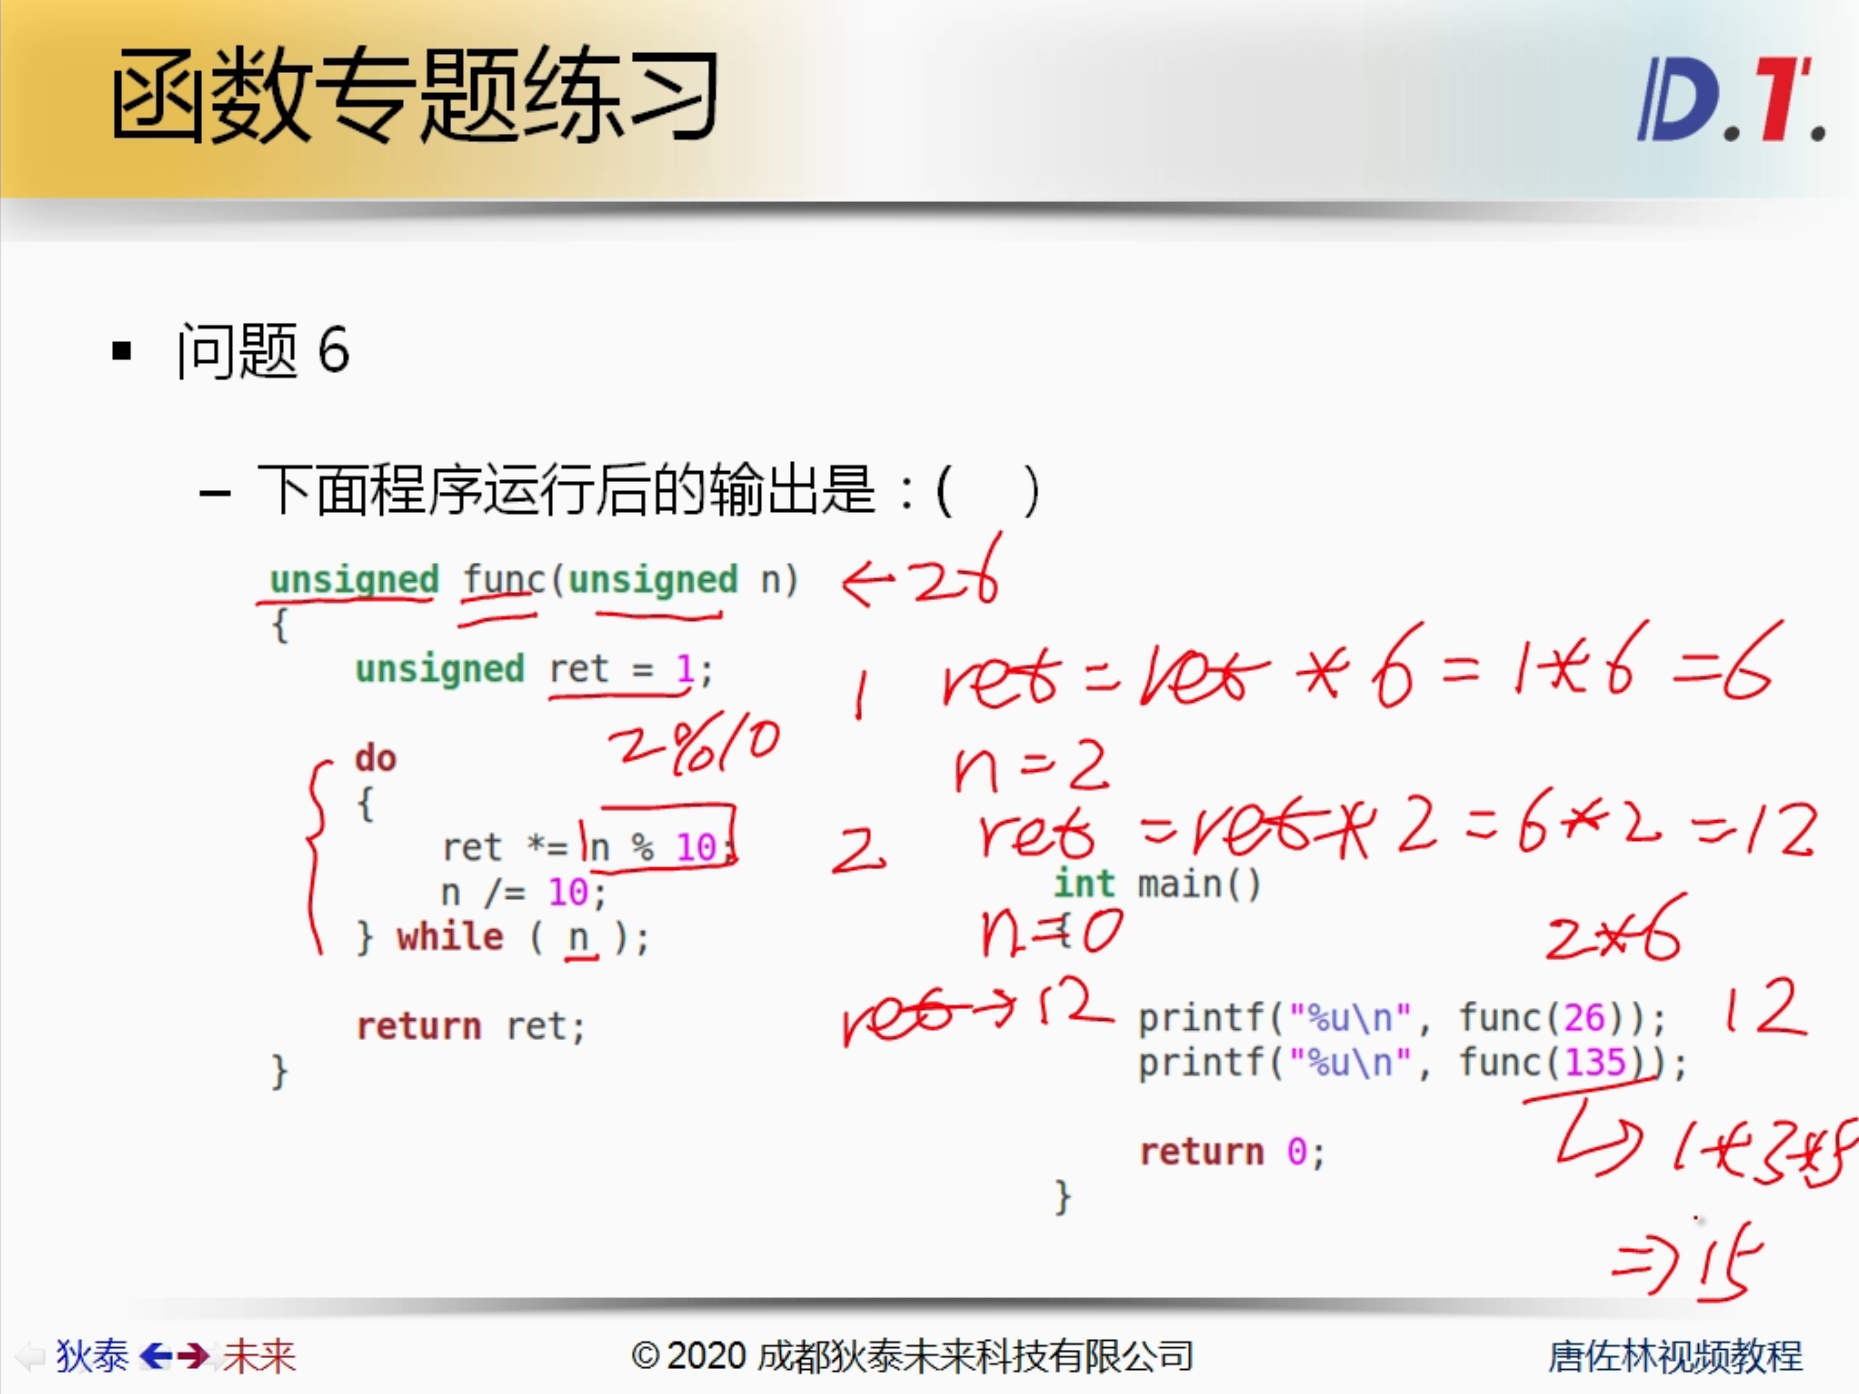 函数专题练习
D.T.
▪ 问题 6
– 下面程序运行后的输出是：(    )
unsigned func(unsigned n)
← 26
{
unsigned ret = 1;
1 ret = ret * 6 = 1*6 = 6
2%10
n = 2
do
{
ret *= n % 10;
2 ret = ret * 2 = 6*2 = 12
n /= 10;
} while ( n );
n = 0
return ret;
ret → 12
}
int main()
{
2*6
printf("%u\n", func(26));
12
printf("%u\n", func(135));
↳ 1*3*5
return 0;
}
⇒ 15
狄泰 ← → 未来
© 2020 成都狄泰未来科技有限公司
唐佐林视频教程